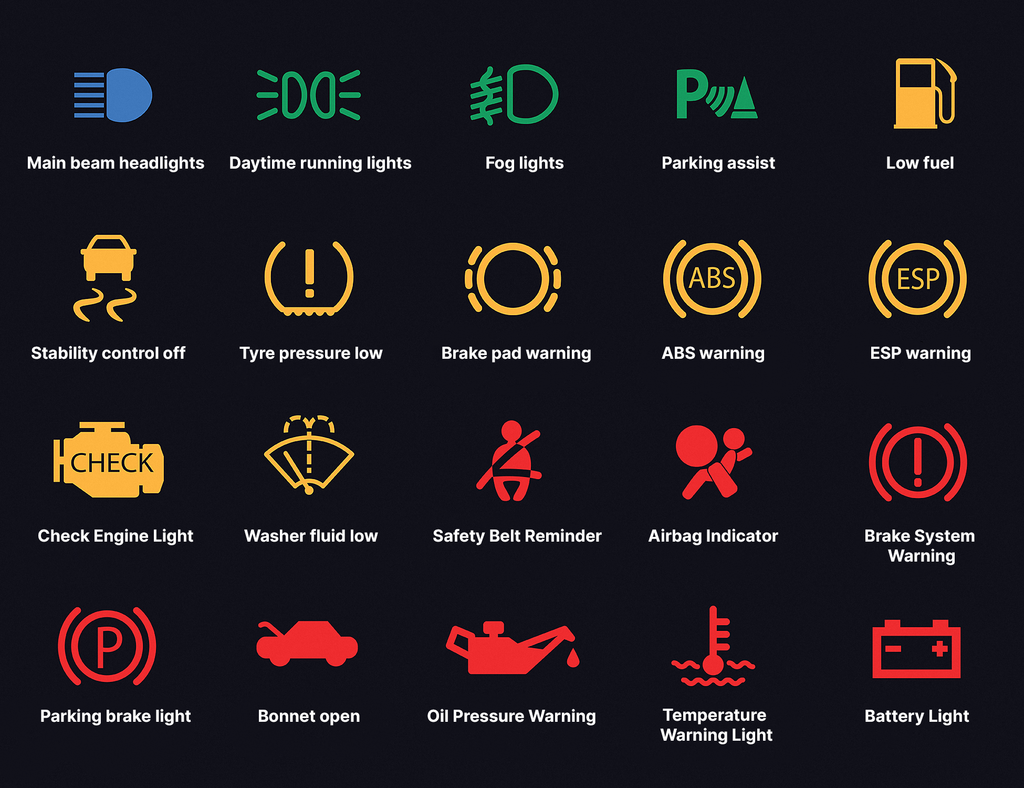 P
Main beam headlights
Daytime running lights
Fog lights
Parking assist
Low fuel
ABS
ESP
Stability control off
Tyre pressure low
Brake pad warning
ABS warning
ESP warning
CHECK
Check Engine Light
Washer fluid low
Safety Belt Reminder
Airbag Indicator
Brake System
Warning
P
Parking brake light
Bonnet open
Oil Pressure Warning
Temperature
Warning Light
Battery Light